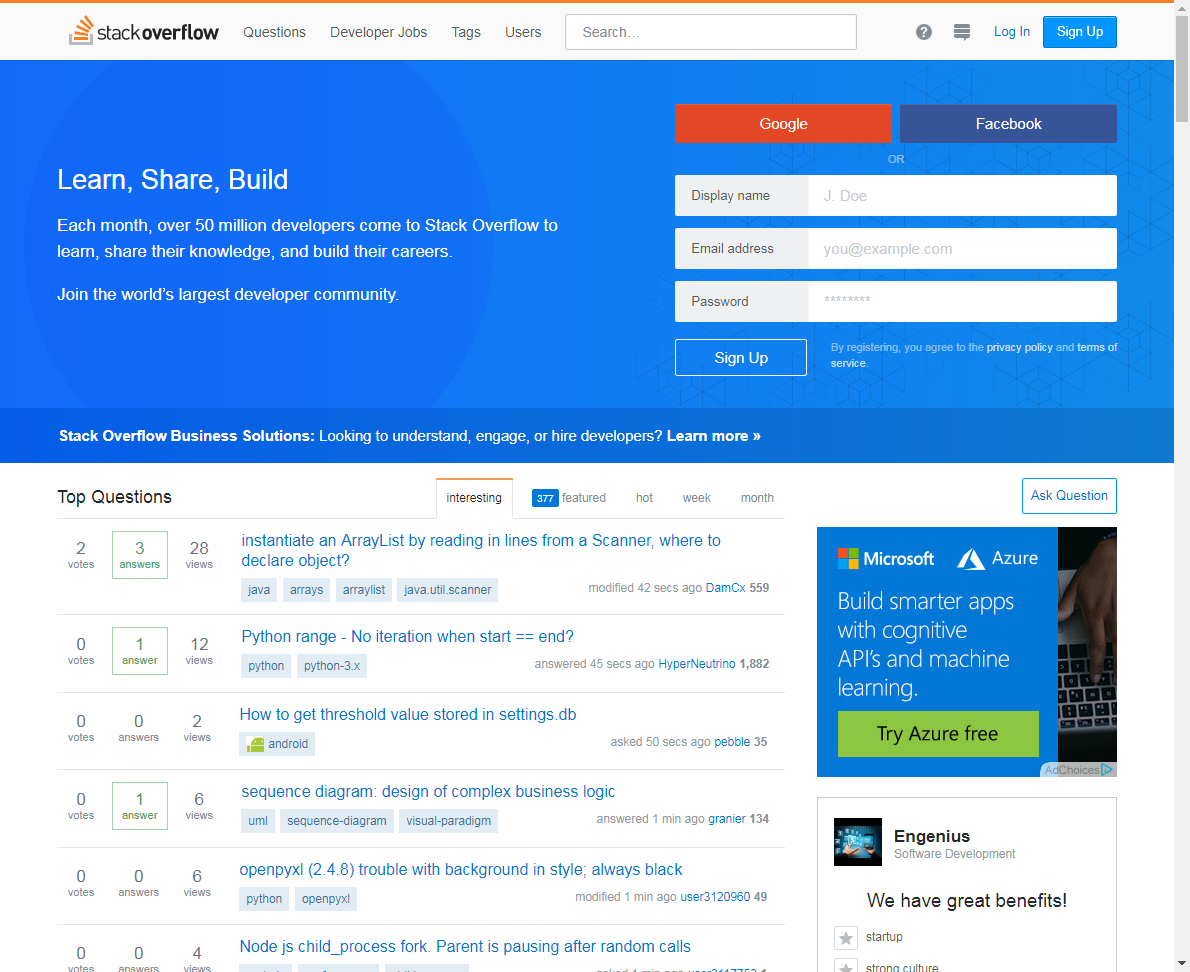 stackoverflow
Questions
Developer Jobs
Tags
Users
Search...
?
Log In
Sign Up
Learn, Share, Build
Each month, over 50 million developers come to Stack Overflow to
learn, share their knowledge, and build their careers.
Join the world's largest developer community.
Google
Facebook
OR
Display name
J. Doe
Email address
you@example.com
Password
********
Sign Up
By registering, you agree to the privacy policy and terms of
service.
Stack Overflow Business Solutions: Looking to understand, engage, or hire developers? Learn more »
Top Questions
interesting
377 featured
hot
week
month
Ask Question
2 votes
3 answers
28 views
instantiate an ArrayList by reading in lines from a Scanner, where to
declare object?
java arrays arraylist java.util.scanner
modified 42 secs ago DamCx 559
0 votes
1 answer
12 views
Python range - No iteration when start == end?
python python-3.x
answered 45 secs ago HyperNeutrino 1,882
0 votes
0 answers
2 views
How to get threshold value stored in settings.db
android
asked 50 secs ago pebble 35
0 votes
1 answer
6 views
sequence diagram: design of complex business logic
uml sequence-diagram visual-paradigm
answered 1 min ago granier 134
0 votes
0 answers
6 views
openpyxl (2.4.8) trouble with background in style; always black
python openpyxl
modified 1 min ago user3120960 49
0 votes
0 answers
4 views
Node js child_process fork. Parent is pausing after random calls
Microsoft Azure
Build smarter apps
with cognitive
API's and machine
learning.
Try Azure free
AdChoices
Engenius
Software Development
We have great benefits!
startup
strong culture